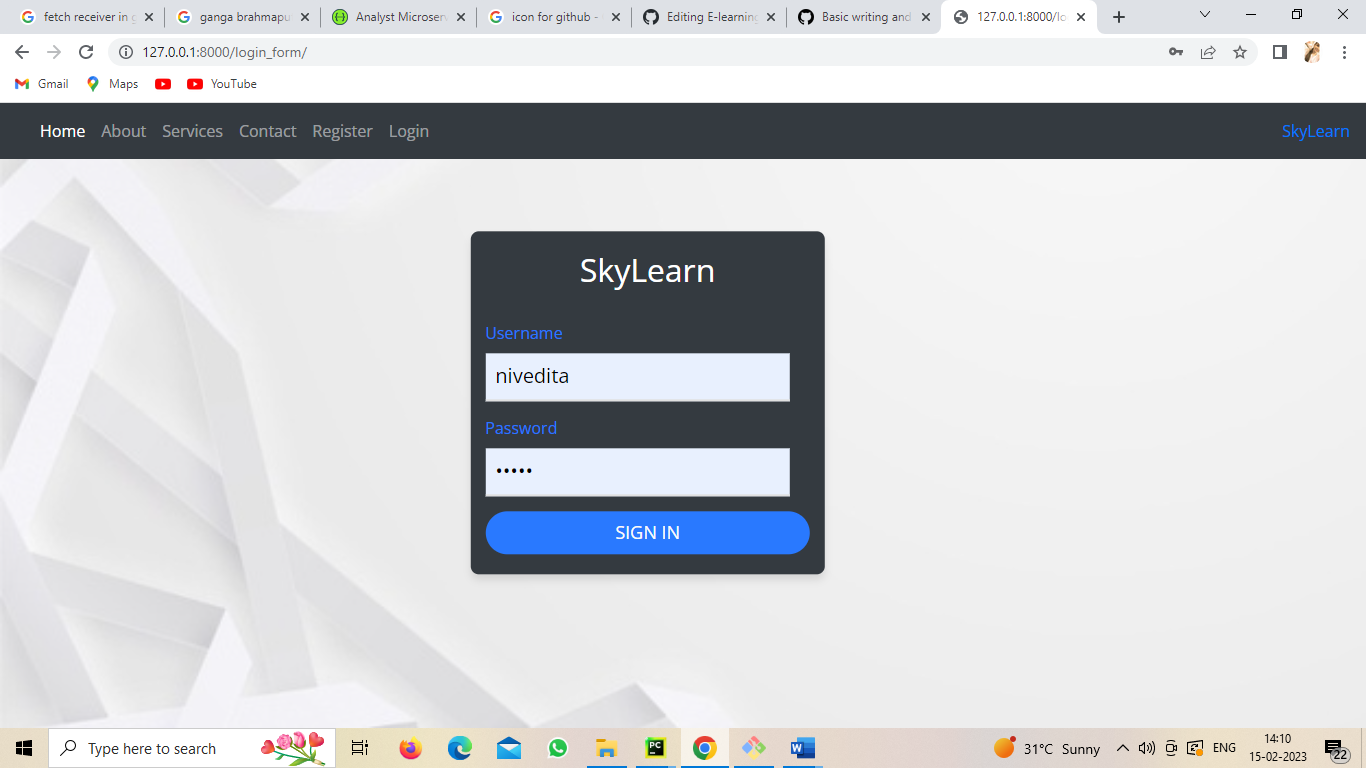 fetch receiver in g
ganga brahmapu
Analyst Microserv
icon for github -
Editing E-learning
Basic writing and
127.0.0.1:8000/lo
127.0.0.1:8000/login_form/
Gmail Maps YouTube
Home About Services Contact Register Login SkyLearn
SkyLearn
Username
nivedita
Password
•••••
SIGN IN
Type here to search
31°C Sunny
ENG
14:10
15-02-2023
22